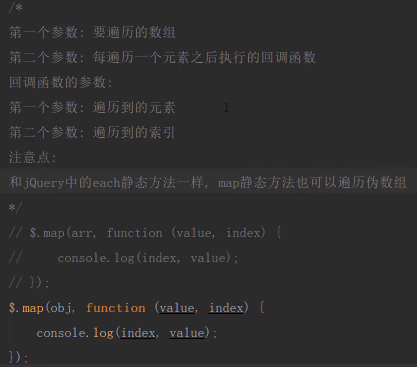 /*
第一个参数: 要遍历的数组
第二个参数: 每遍历一个元素之后执行的回调函数
回调函数的参数:
第一个参数: 遍历到的元素
第二个参数: 遍历到的索引
注意点:
和jQuery中的each静态方法一样, map静态方法也可以遍历伪数组
*/
// $.map(arr, function (value, index) {
//     console.log(index, value);
// });
$.map(obj, function (value, index) {
    console.log(index, value);
});